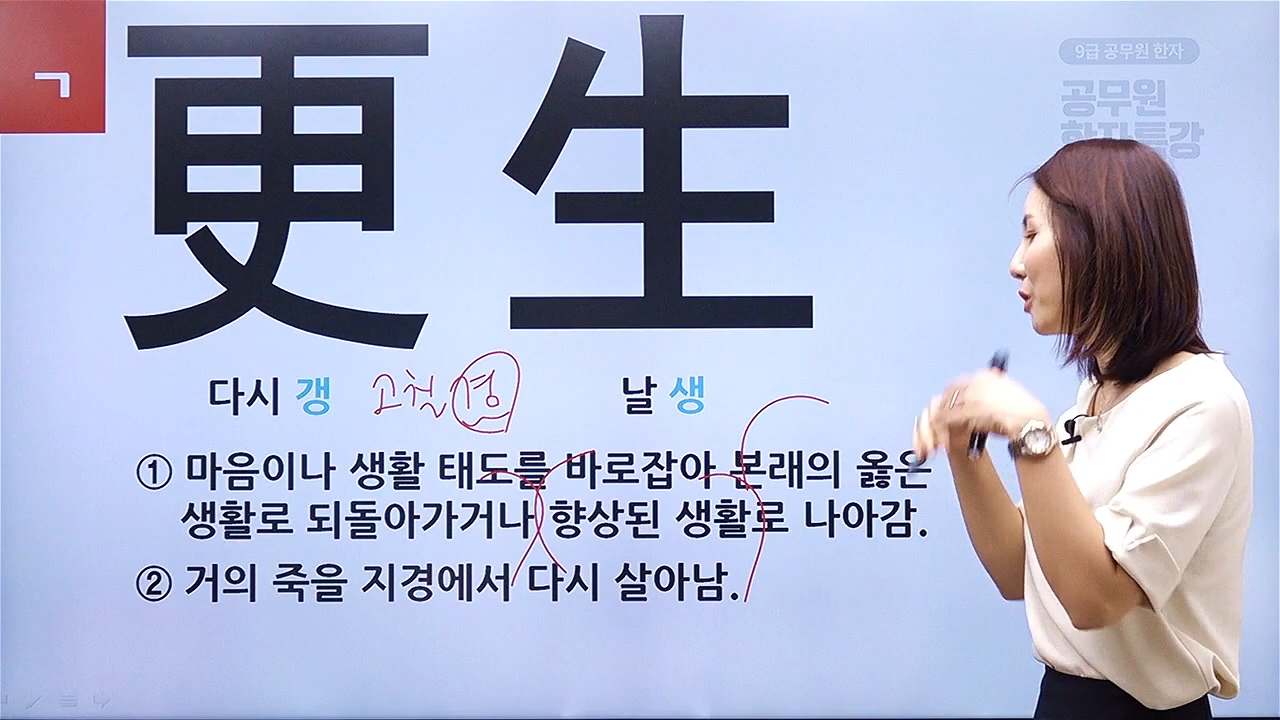 ㄱ
更生
9급 공무원 한자
공무원
한자특강
다시 갱 고칠 경 날 생
① 마음이나 생활 태도를 바로잡아 본래의 옳은
생활로 되돌아가거나 향상된 생활로 나아감.
② 거의 죽을 지경에서 다시 살아남.